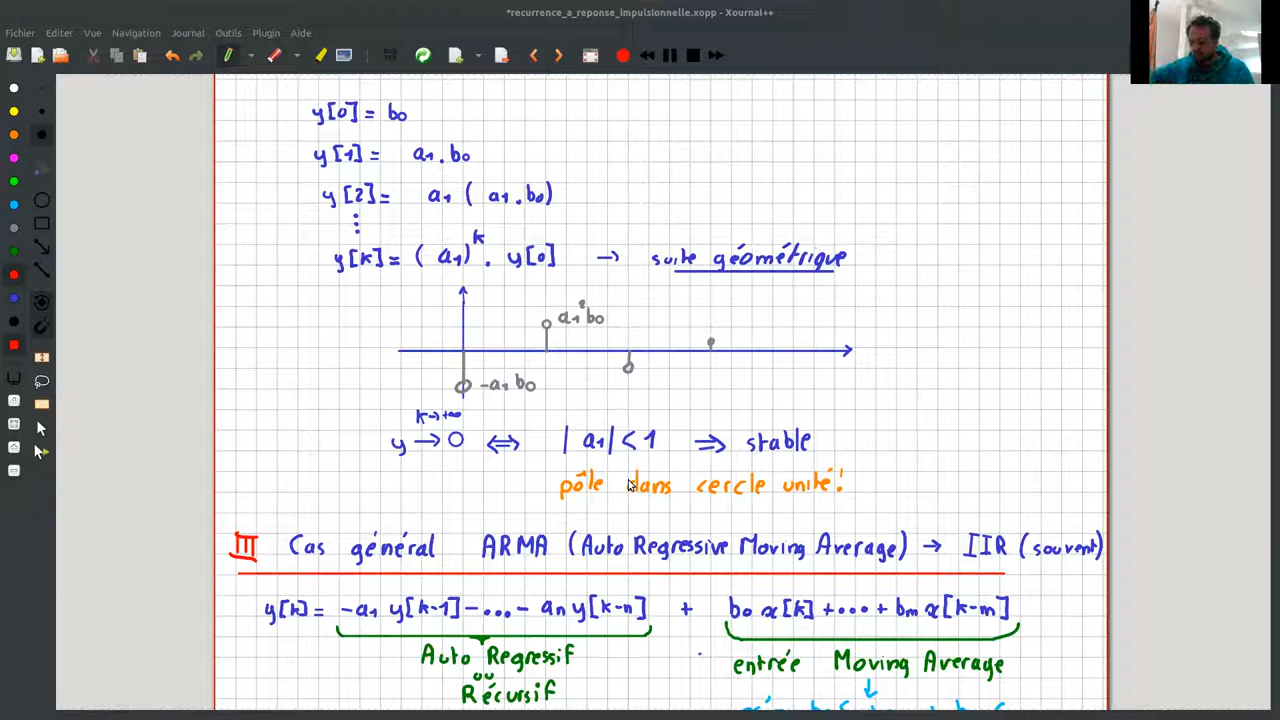 *recurrence_a_reponse_impulsionnelle.xopp - Xournal++
Fichier Editer Vue Navigation Journal Outils Plugin Aide
y[0] = b₀
y[1] = a₁ . b₀
y[2] = a₁ ( a₁ . b₀)
⋮
y[k] = ( a₁)ᵏ . y[0] → suite géométrique
a₁² b₀
-a₁ b₀
k→+∞
y → 0 ⇔ | a₁| < 1 ⇒ stable
pôle dans cercle unité!
III Cas général ARMA (Auto Regressive Moving Average) → IIR (souvent)
y[k] = -a₁ y[k-1] - ... - aₙ y[k-n] + b₀ x[k] + ... + bₘ x[k-m]
Auto Regressif
ou
Récursif
entrée Moving Average